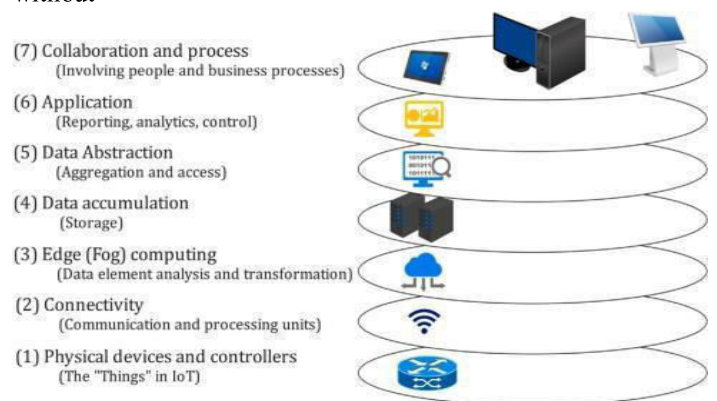 without
(7) Collaboration and process
(Involving people and business processes)
(6) Application
(Reporting, analytics, control)
(5) Data Abstraction
(Aggregation and access)
(4) Data accumulation
(Storage)
(3) Edge (Fog) computing
(Data element analysis and transformation)
(2) Connectivity
(Communication and processing units)
(1) Physical devices and controllers
(The "Things" in IoT)